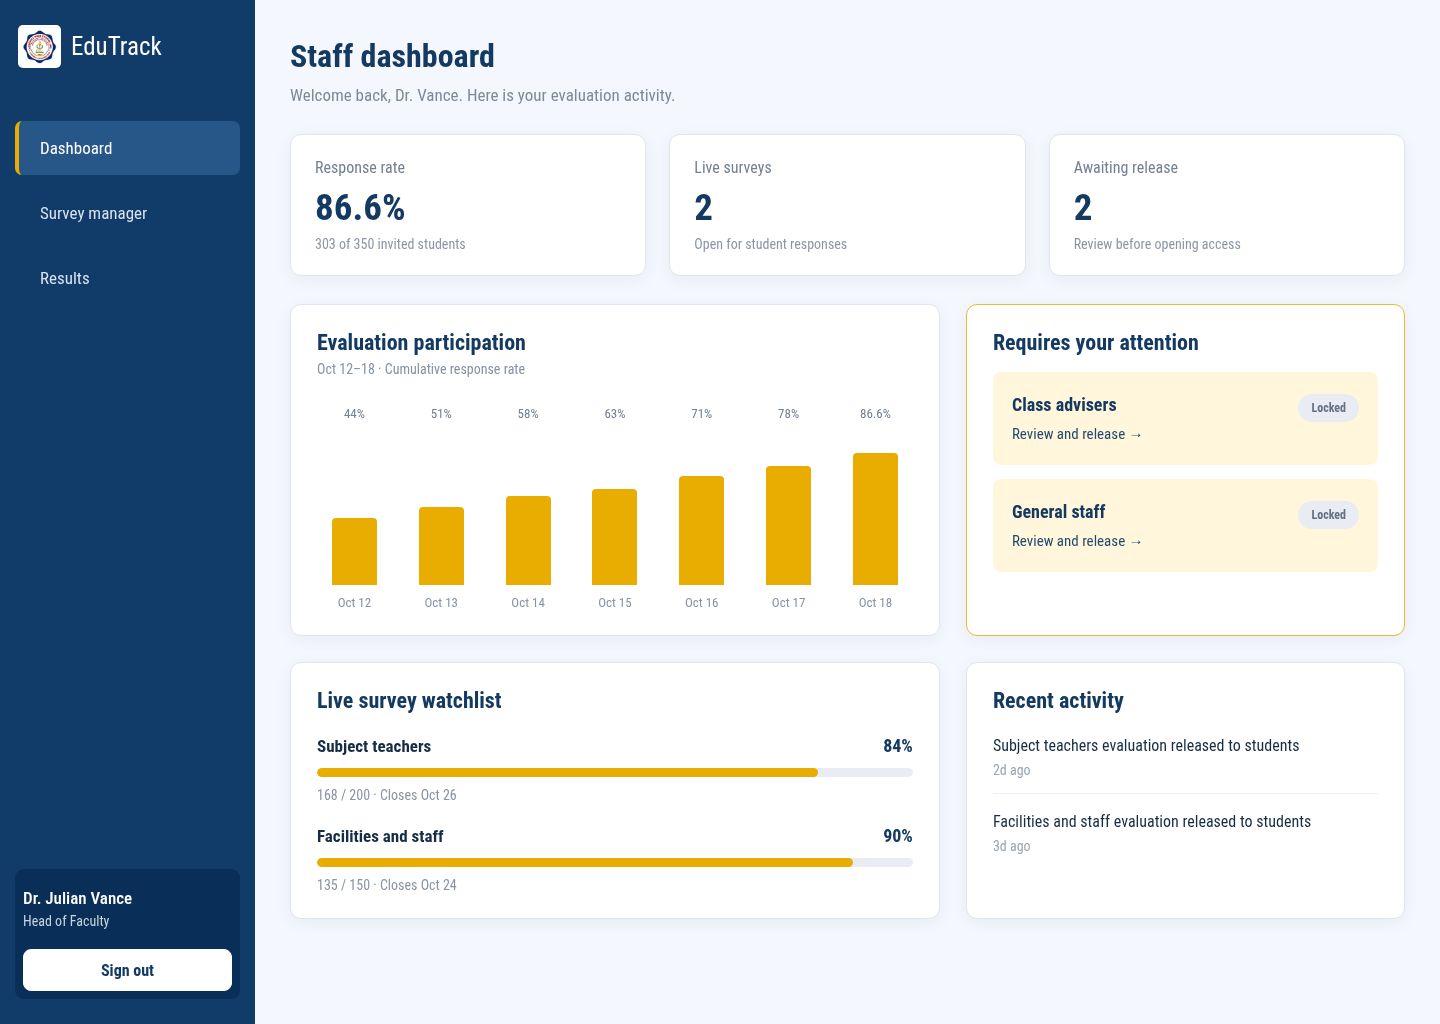 EduTrack
Dashboard
Survey manager
Results
Dr. Julian Vance
Head of Faculty
Sign out
Staff dashboard
Welcome back, Dr. Vance. Here is your evaluation activity.
Response rate
86.6%
303 of 350 invited students
Live surveys
2
Open for student responses
Awaiting release
2
Review before opening access
Evaluation participation
Oct 12–18 · Cumulative response rate
44% 51% 58% 63% 71% 78% 86.6%
Oct 12 Oct 13 Oct 14 Oct 15 Oct 16 Oct 17 Oct 18
Requires your attention
Class advisers Locked
Review and release →
General staff Locked
Review and release →
Live survey watchlist
Subject teachers 84%
168 / 200 · Closes Oct 26
Facilities and staff 90%
135 / 150 · Closes Oct 24
Recent activity
Subject teachers evaluation released to students
2d ago
Facilities and staff evaluation released to students
3d ago